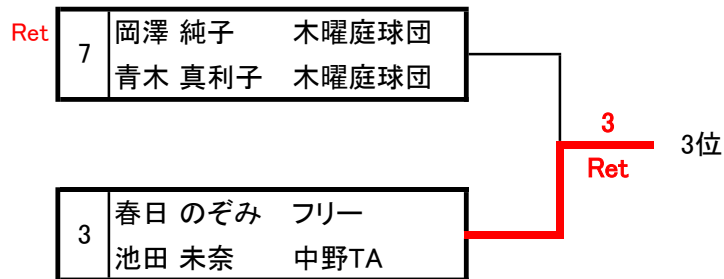 Ret
7
岡澤 純子 木曜庭球団
青木 真利子 木曜庭球団
3
Ret
3位
3
春日 のぞみ フリー
池田 未奈 中野TA